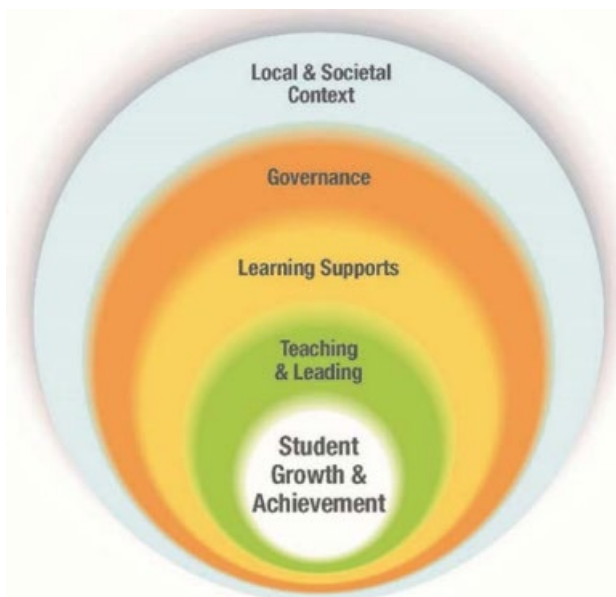 Local & Societal
Context
Governance
Learning Supports
Teaching
& Leading
Student
Growth &
Achievement